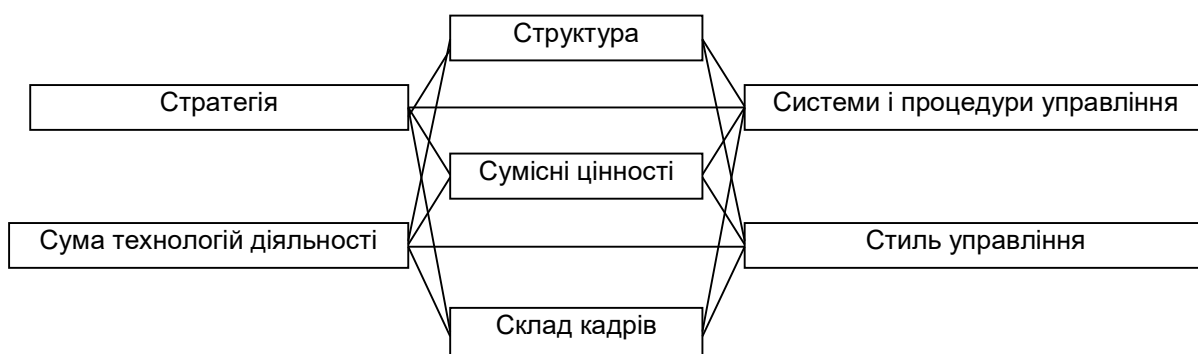 Структура
Стратегія
Системи і процедури управління
Сумісні цінності
Сума технологій діяльності
Стиль управління
Склад кадрів